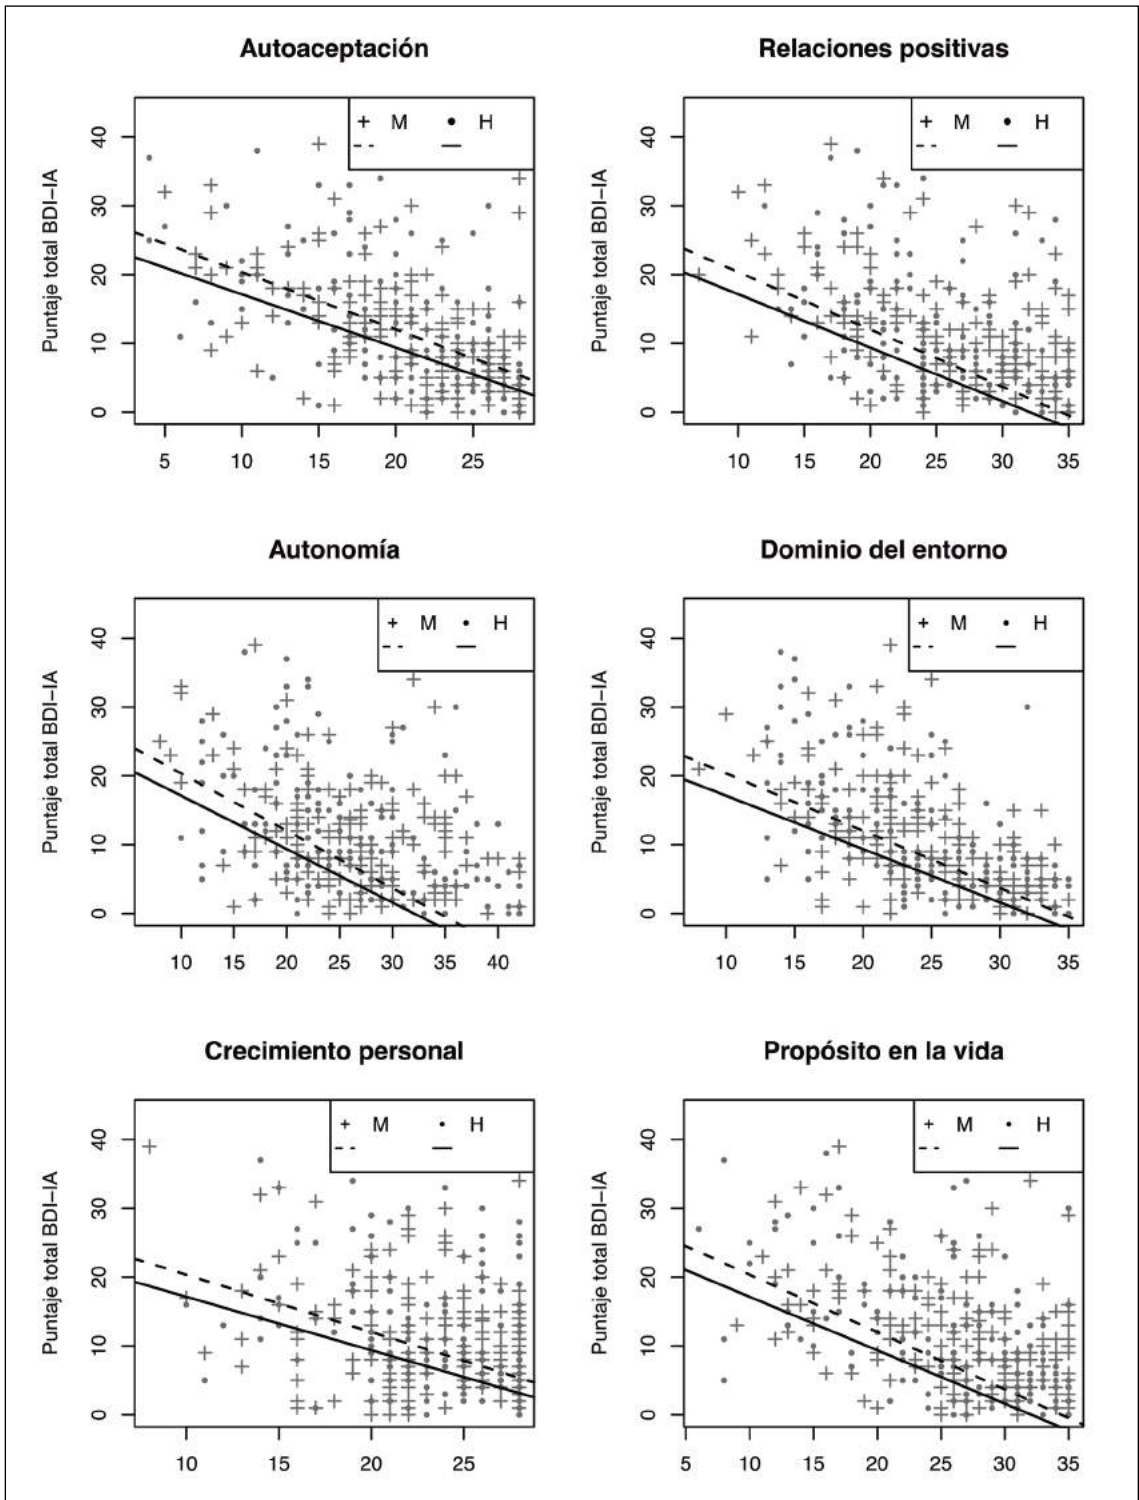 Autoaceptación
Puntaje total BDI−IA
40
30
20
10
0
+ M • H
5 10 15 20 25
Relaciones positivas
Puntaje total BDI−IA
40
30
20
10
0
+ M • H
10 15 20 25 30 35
Autonomía
Puntaje total BDI−IA
40
30
20
10
0
+ M • H
10 15 20 25 30 35 40
Dominio del entorno
Puntaje total BDI−IA
40
30
20
10
0
+ M • H
10 15 20 25 30 35
Crecimiento personal
Puntaje total BDI−IA
40
30
20
10
0
+ M • H
10 15 20 25
Propósito en la vida
Puntaje total BDI−IA
40
30
20
10
0
+ M • H
5 10 15 20 25 30 35